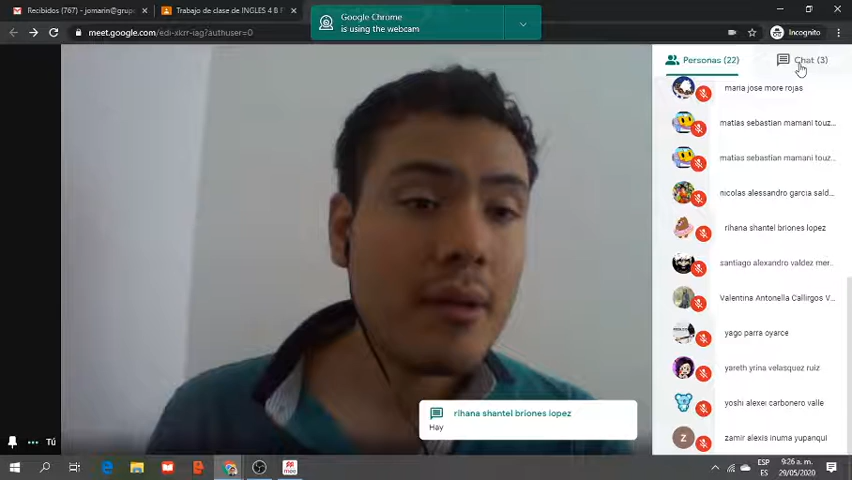 Recibidos (767) - jomarin@grupo
Trabajo de clase de INGLES 4 B F
Google Chrome
is using the webcam
meet.google.com/edi-xkrr-iag?authuser=0
Incognito
Personas (22)
Chat (3)
maria jose more rojas
matias sebastian mamani touz...
matias sebastian mamani touz...
nicolas alessandro garcia sald...
rihana shantel briones lopez
santiago alexandro valdez mer...
Valentina Antonella Callirgos V...
yago parra oyarce
yareth yrina velasquez ruiz
yoshi alexei carbonero valle
Z
zamir alexis inuma yupanqui
rihana shantel briones lopez
Hay
Tú
ESP
ES
9:26 a. m.
29/05/2020